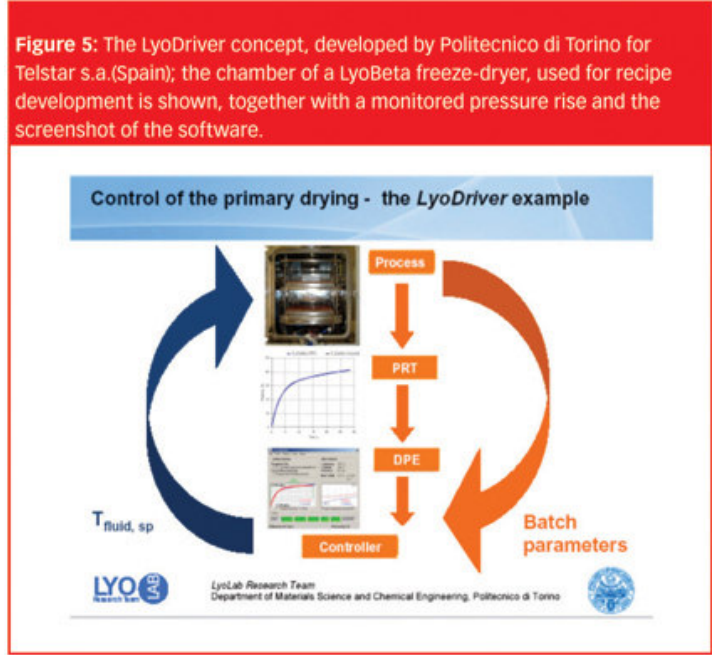 Figure 5: The LyoDriver concept, developed by Politecnico di Torino for
Telstar s.a.(Spain); the chamber of a LyoBeta freeze-dryer, used for recipe
development is shown, together with a monitored pressure rise and the
screenshot of the software.
Control of the primary drying - the LyoDriver example
Process
PRT
DPE
Controller
T fluid, sp
Batch
parameters
LYO
LAB
Research Team
LyoLab Research Team
Department of Materials Science and Chemical Engineering, Politecnico di Torino